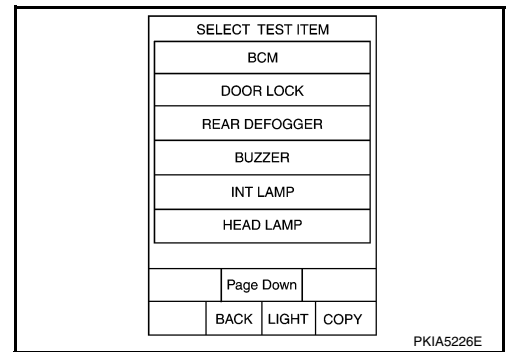 SELECT TEST ITEM
BCM
DOOR LOCK
REAR DEFOGGER
BUZZER
INT LAMP
HEAD LAMP
Page Down
BACK LIGHT COPY
PKIA5226E